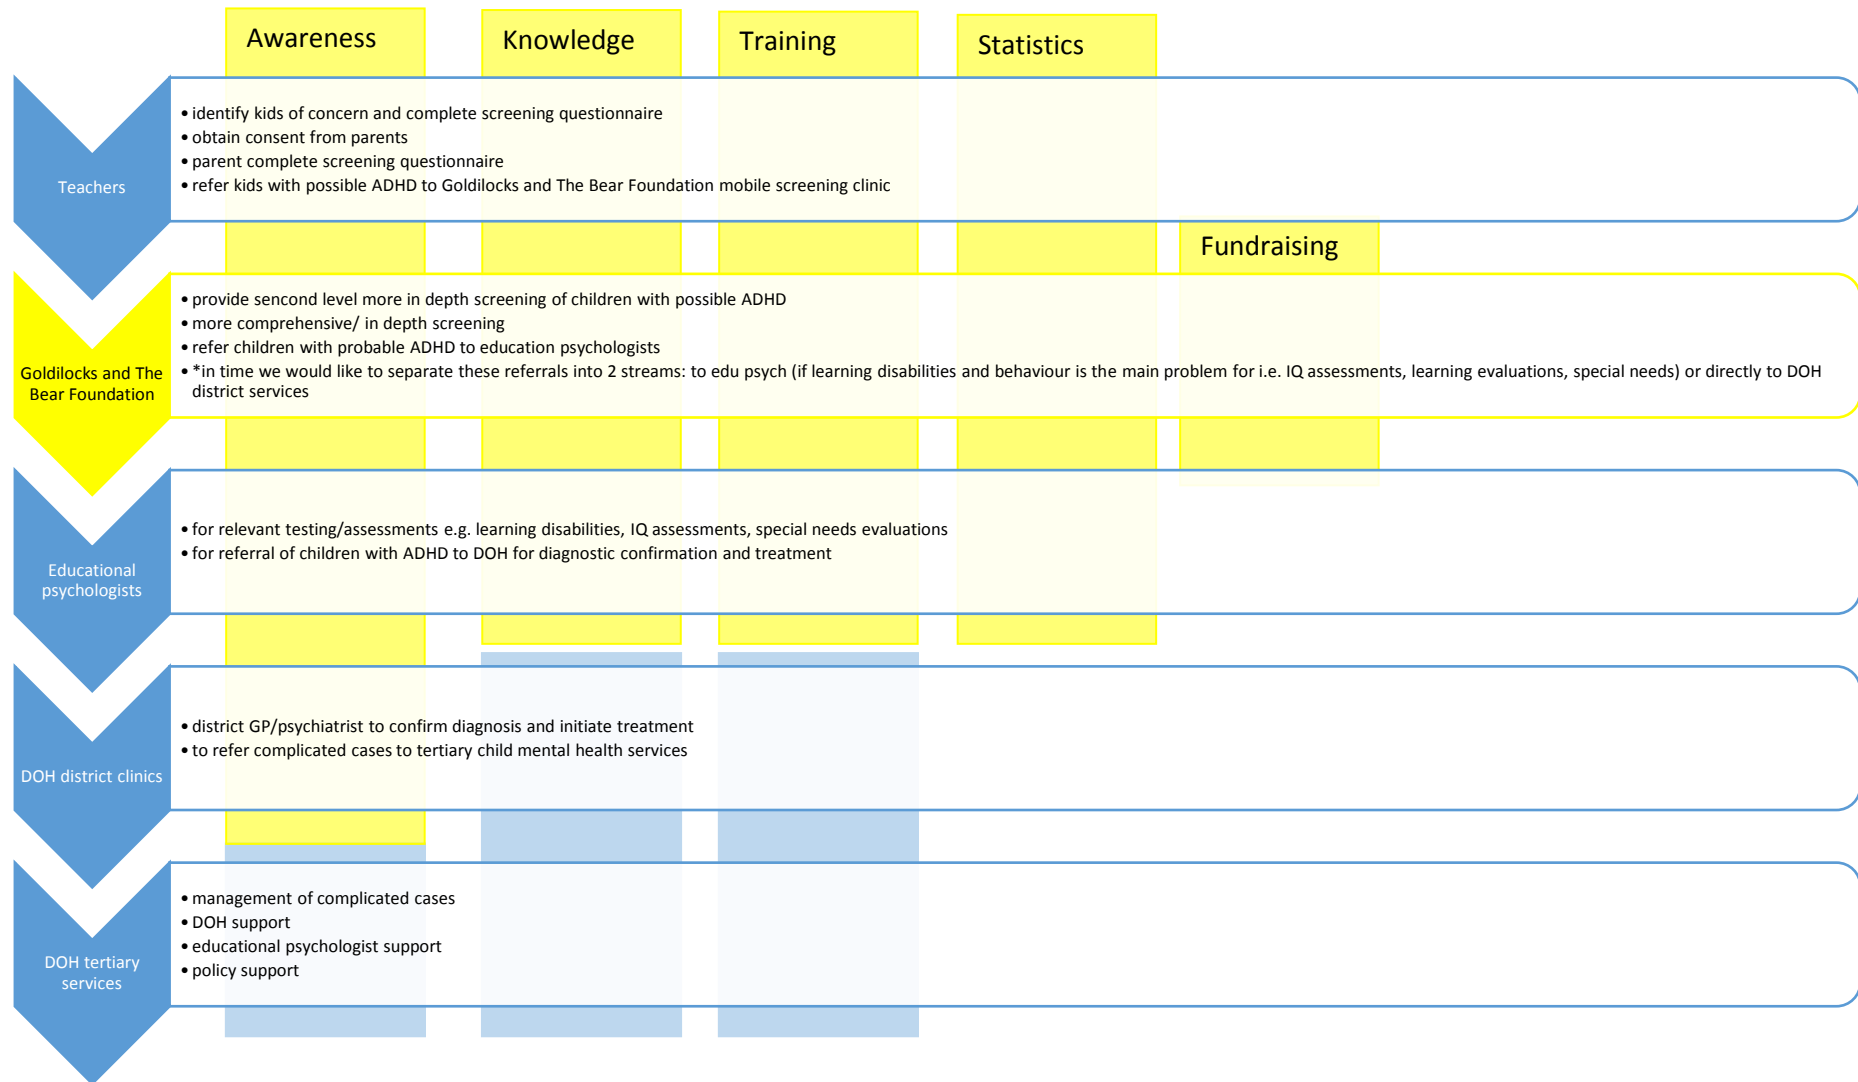 Awareness
Knowledge
Training
Statistics
Teachers
• identify kids of concern and complete screening questionnaire
• obtain consent from parents
• parent complete screening questionnaire
• refer kids with possible ADHD to Goldilocks and The Bear Foundation mobile screening clinic
Fundraising
Goldilocks and The
Bear Foundation
• provide sencond level more in depth screening of children with possible ADHD
• more comprehensive/ in depth screening
• refer children with probable ADHD to education psychologists
• *in time we would like to separate these referrals into 2 streams: to edu psych (if learning disabilities and behaviour is the main problem for i.e. IQ assessments, learning evaluations, special needs) or directly to DOH
district services
Educational
psychologists
• for relevant testing/assessments e.g. learning disabilities, IQ assessments, special needs evaluations
• for referral of children with ADHD to DOH for diagnostic confirmation and treatment
DOH district clinics
• district GP/psychiatrist to confirm diagnosis and initiate treatment
• to refer complicated cases to tertiary child mental health services
DOH tertiary
services
• management of complicated cases
• DOH support
• educational psychologist support
• policy support